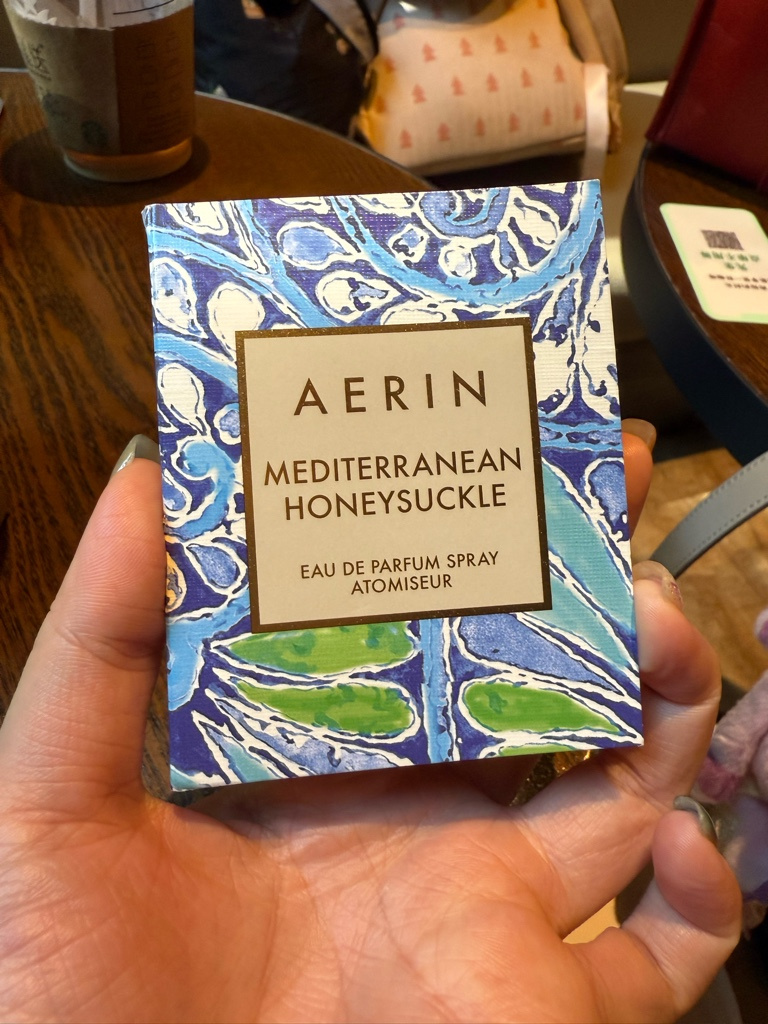 AERIN
MEDITERRANEAN
HONEYSUCKLE
EAU DE PARFUM SPRAY
ATOMISEUR